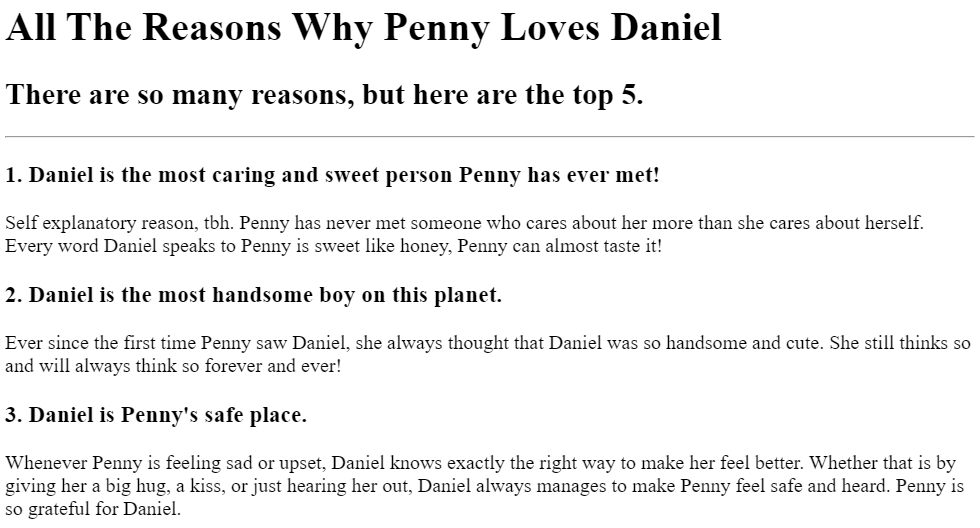 All The Reasons Why Penny Loves Daniel
There are so many reasons, but here are the top 5.
1. Daniel is the most caring and sweet person Penny has ever met!
Self explanatory reason, tbh. Penny has never met someone who cares about her more than she cares about herself.
Every word Daniel speaks to Penny is sweet like honey, Penny can almost taste it!
2. Daniel is the most handsome boy on this planet.
Ever since the first time Penny saw Daniel, she always thought that Daniel was so handsome and cute. She still thinks so
and will always think so forever and ever!
3. Daniel is Penny's safe place.
Whenever Penny is feeling sad or upset, Daniel knows exactly the right way to make her feel better. Whether that is by
giving her a big hug, a kiss, or just hearing her out, Daniel always manages to make Penny feel safe and heard. Penny is
so grateful for Daniel.